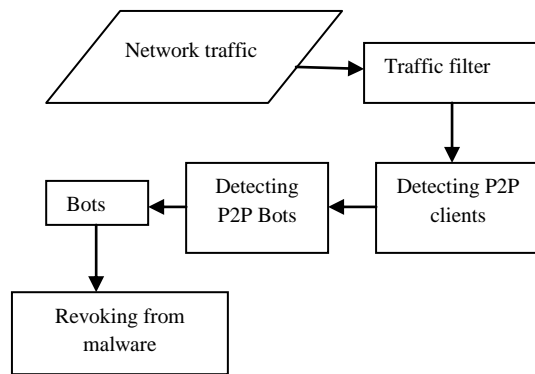 Network traffic
Traffic filter
Detecting P2P
clients
Detecting
P2P Bots
Bots
Revoking from
malware